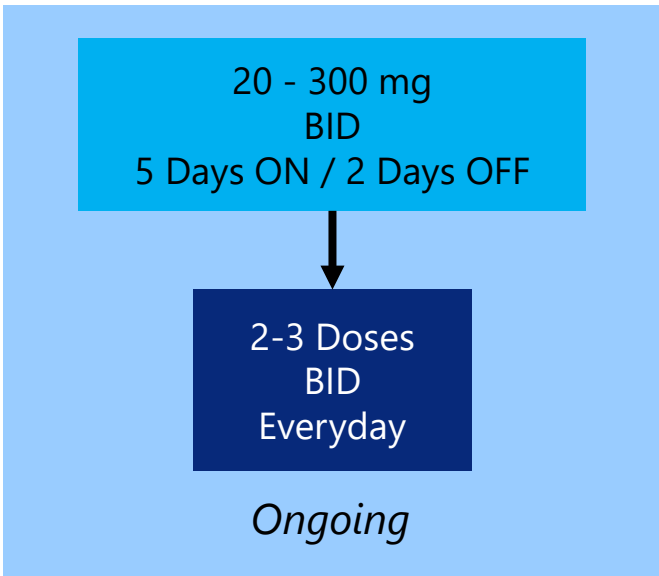 20 - 300 mg
BID
5 Days ON / 2 Days OFF
2-3 Doses
BID
Everyday
Ongoing